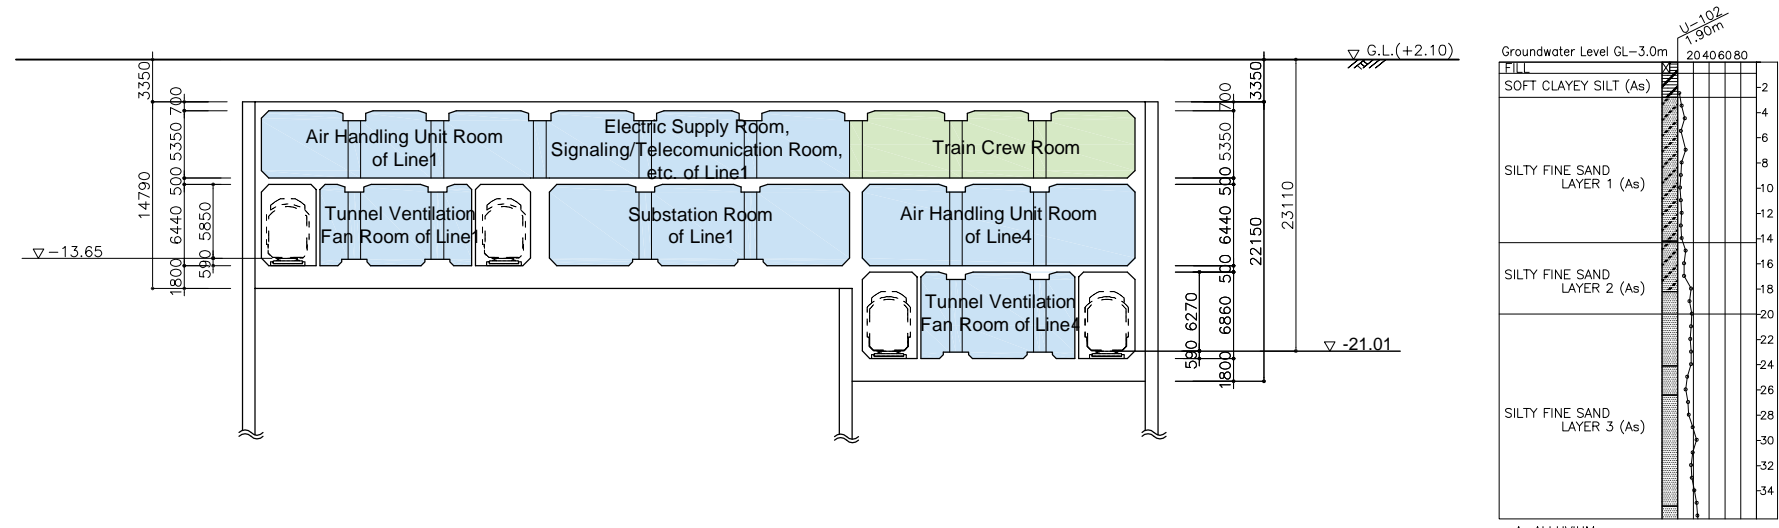 U-102
1.90m
G.L.(+2.10)
Groundwater Level GL-3.0m
20406080
FILL
SOFT CLAYEY SILT (As)
SILTY FINE SAND
LAYER 1 (As)
SILTY FINE SAND
LAYER 2 (As)
SILTY FINE SAND
LAYER 3 (As)
-2
-4
-6
-8
-10
-12
-14
-16
-18
-20
-22
-24
-26
-28
-30
-32
-34
Air Handling Unit Room
of Line1
Electric Supply Room,
Signaling/Telecomunication Room,
etc. of Line1
Train Crew Room
Tunnel Ventilation
Fan Room of Line1
Substation Room
of Line1
Air Handling Unit Room
of Line4
Tunnel Ventilation
Fan Room of Line4
-13.65
-21.01
3350
14790
700
5350
500
6440
1800
5850
590
3350
22150
23110
700
5350
500
6440
500
6860
1800
6270
590